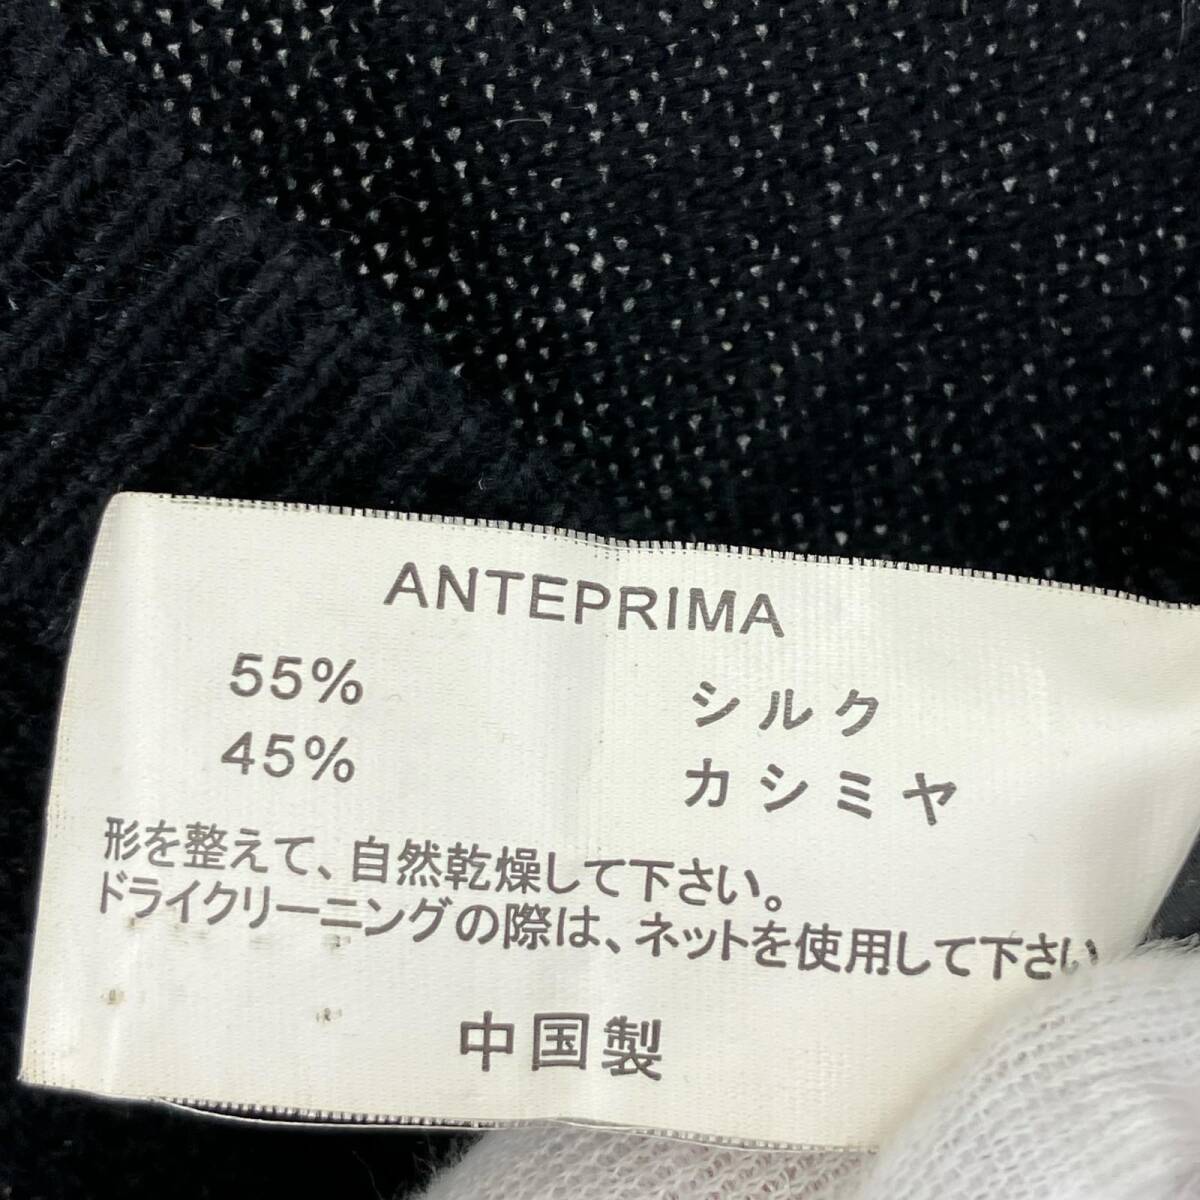 ANTEPRIMA
55% シルク
45% カシミヤ
形を整えて、自然乾燥して下さい。
ドライクリーニングの際は、ネットを使用して下さい
中国製